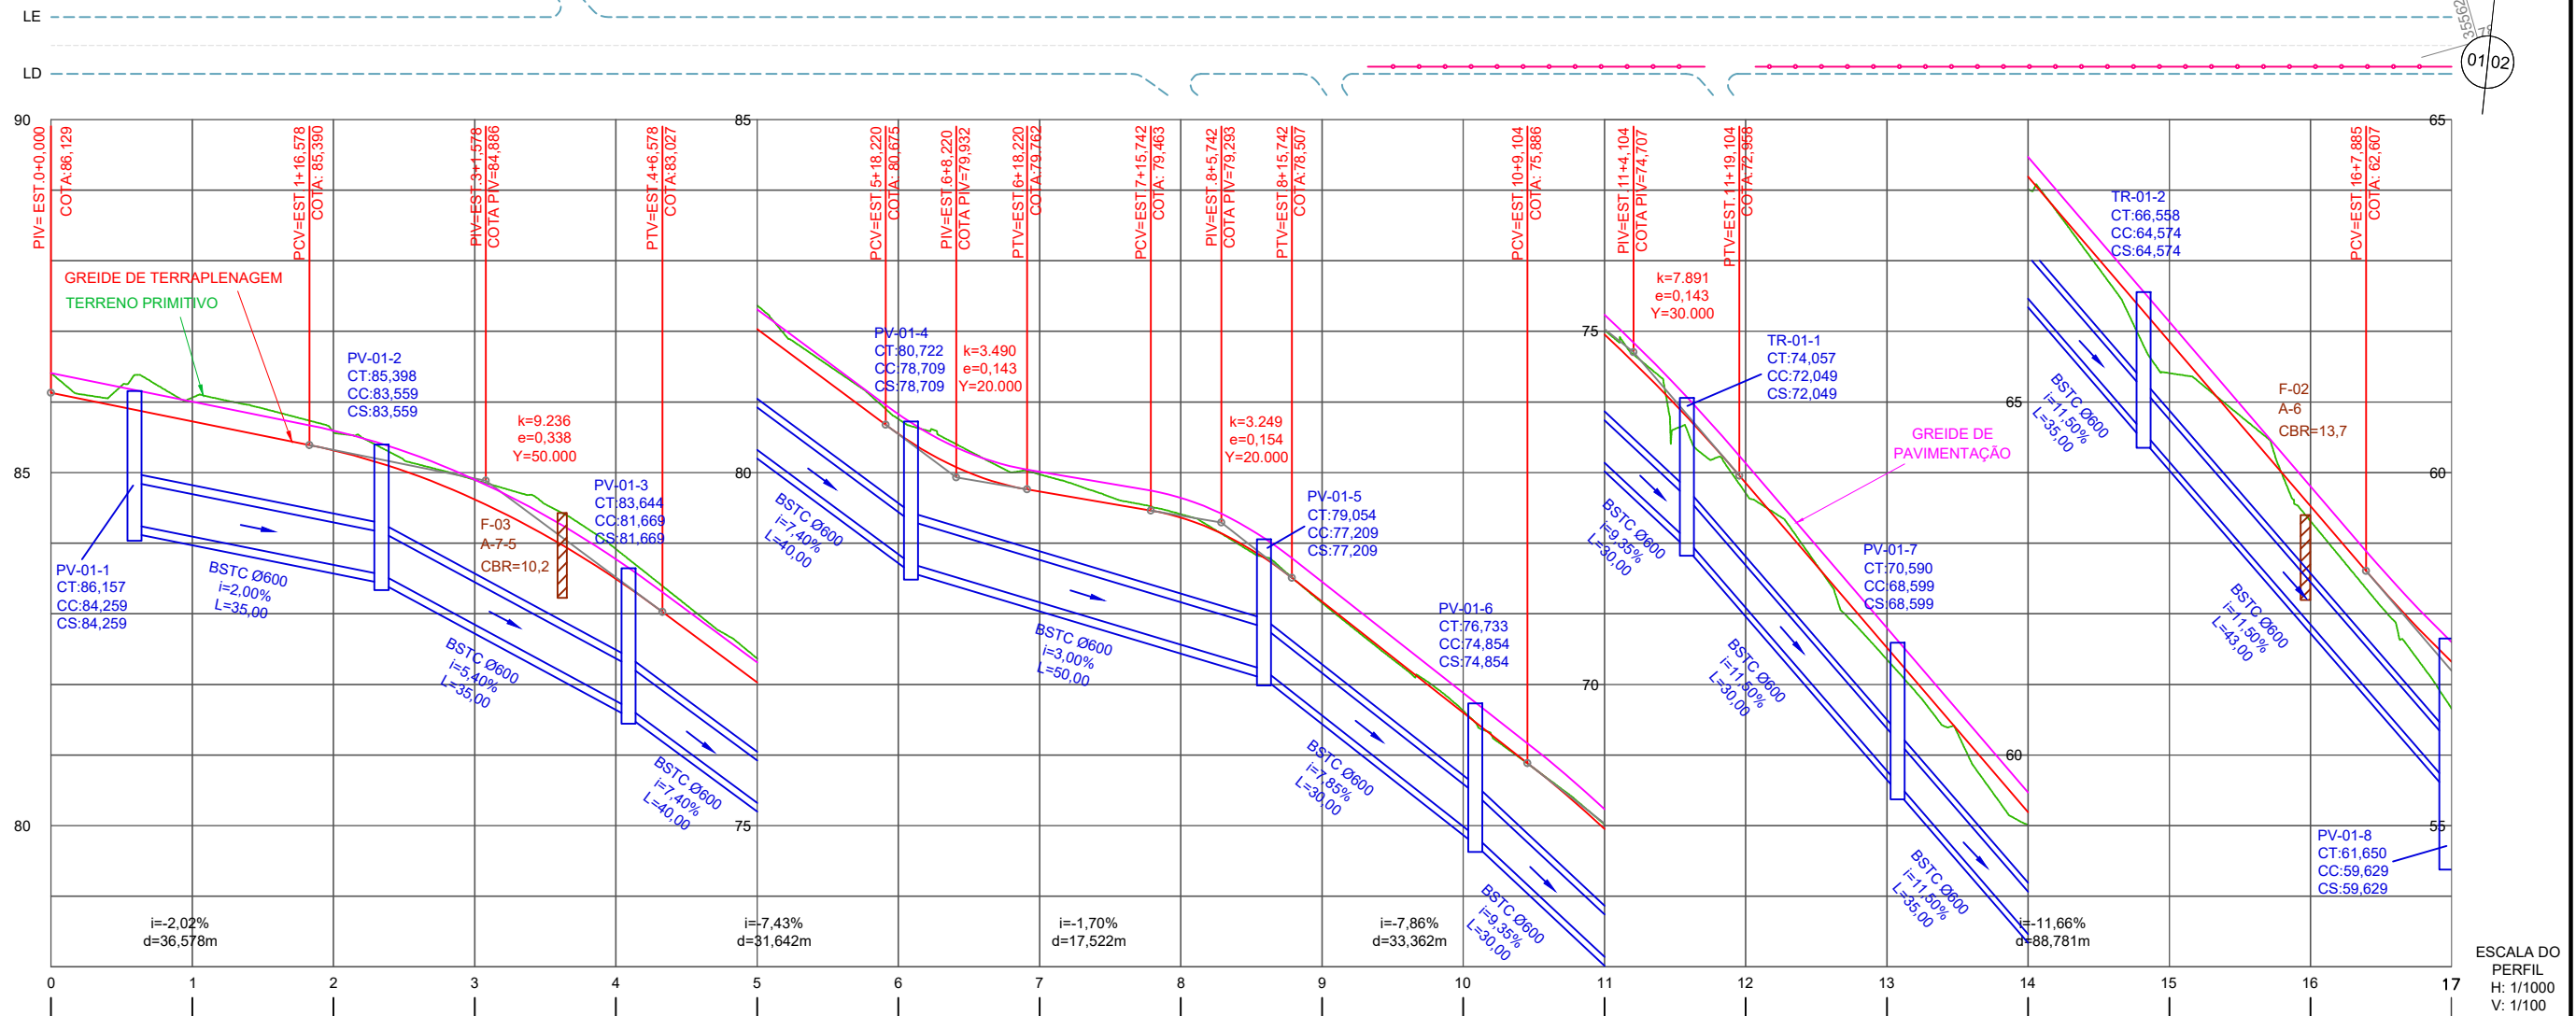 LE
LD
35562
01
02
90
85
80
85
80
75
75
70
65
60
65
60
55
PIV= EST.0+0,000
COTA:86,129
PCV=EST.1+16,578
COTA: 85,390
PIV=EST.3+1,578
COTA PIV=84,886
PTV=EST.4+6,578
COTA:83,027
PCV=EST.5+18,220
COTA: 80,675
PIV=EST.6+8,220
COTA PIV=79,932
PTV=EST.6+18,220
COTA:79,762
PCV=EST.7+15,742
COTA: 79,463
PIV=EST.8+5,742
COTA PIV=79,293
PTV=EST.8+15,742
COTA:78,507
PCV=EST.10+9,104
COTA: 75,886
PIV=EST.11+4,104
COTA PIV=74,707
PTV=EST.11+19,104
COTA:72,958
PCV=EST.16+7,885
COTA: 62,607
GREIDE DE TERRAPLENAGEM
TERRENO PRIMITIVO
PV-01-1
CT:86,157
CC:84,259
CS:84,259
BSTC Ø600
i=2,00%
L=35,00
PV-01-2
CT:85,398
CC:83,559
CS:83,559
k=9.236
e=0,338
Y=50.000
F-03
A-7-5
CBR=10,2
BSTC Ø600
i=5,40%
L=35,00
PV-01-3
CT:83,644
CC:81,669
CS:81,669
BSTC Ø600
i=7,40%
L=40,00
BSTC Ø600
i=7,40%
L=40,00
PV-01-4
CT:80,722
CC:78,709
CS:78,709
k=3.490
e=0,143
Y=20.000
BSTC Ø600
i=3,00%
L=50,00
k=3.249
e=0,154
Y=20.000
PV-01-5
CT:79,054
CC:77,209
CS:77,209
BSTC Ø600
i=7,85%
L=30,00
PV-01-6
CT:76,733
CC:74,854
CS:74,854
BSTC Ø600
i=9,35%
L=30,00
BSTC Ø600
i=9,35%
L=30,00
k=7.891
e=0,143
Y=30.000
TR-01-1
CT:74,057
CC:72,049
CS:72,049
BSTC Ø600
i=11,50%
L=30,00
GREIDE DE
PAVIMENTAÇÃO
PV-01-7
CT:70,590
CC:68,599
CS:68,599
BSTC Ø600
i=11,50%
L=35,00
BSTC Ø600
i=11,50%
L=35,00
TR-01-2
CT:66,558
CC:64,574
CS:64,574
F-02
A-6
CBR=13,7
BSTC Ø600
i=11,50%
L=43,00
PV-01-8
CT:61,650
CC:59,629
CS:59,629
i=-2,02%
d=36,578m
i=-7,43%
d=31,642m
i=-1,70%
d=17,522m
i=-7,86%
d=33,362m
i=-11,66%
d=88,781m
0 1 2 3 4 5 6 7 8 9 10 11 12 13 14 15 16 17
ESCALA DO
PERFIL
H: 1/1000
V: 1/100